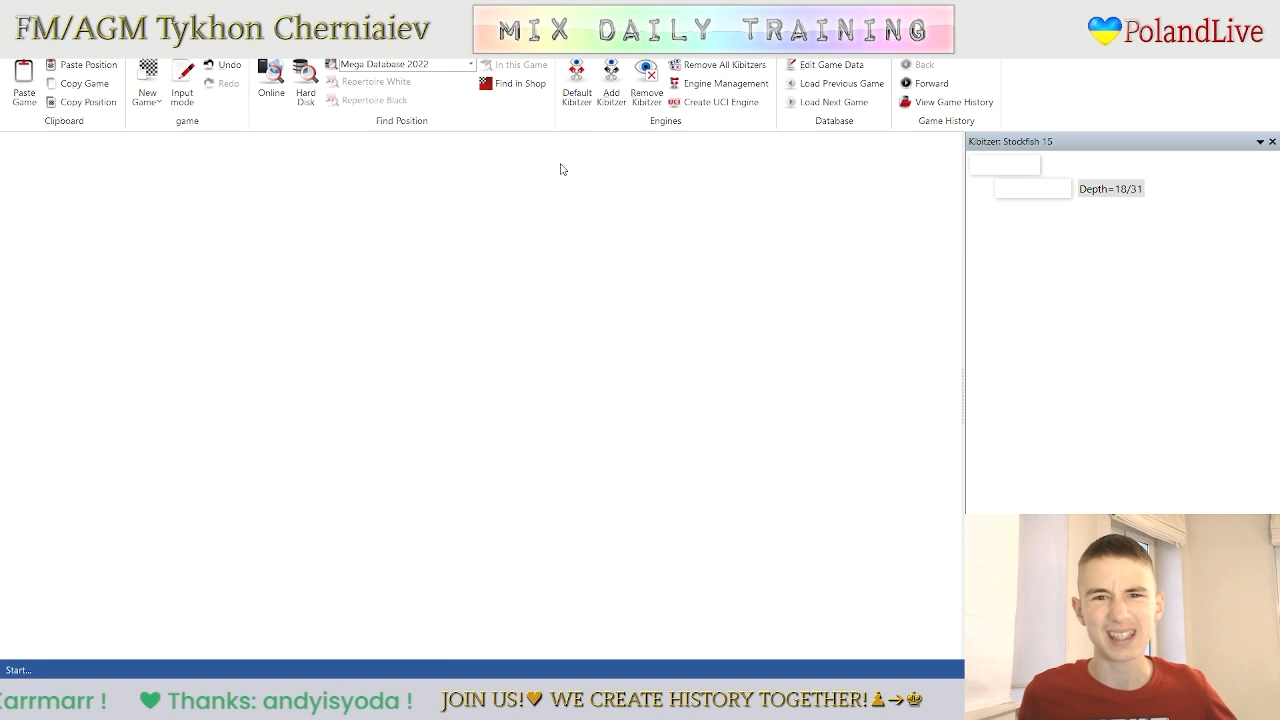 FM/AGM Tykhon Cherniaiev
MIX DAILY TRAINING
PolandLive
Paste Game
Paste Position
Copy Game
Copy Position
Clipboard
New Game
Input mode
Undo
Redo
game
Online
Hard Disk
Mega Database 2022
Repertoire White
Repertoire Black
In this Game
Find in Shop
Find Position
Default Kibitzer
Add Kibitzer
Remove Kibitzer
Remove All Kibitzers
Engine Management
UCI Create UCI Engine
Engines
Edit Game Data
Load Previous Game
Load Next Game
Database
Back
Forward
View Game History
Game History
Kibitzer: Stockfish 15
Depth=18/31
Start...
Karrmarr ! 💚 Thanks: andyisyoda ! JOIN US!🧡 WE CREATE HISTORY TOGETHER!♟→♚